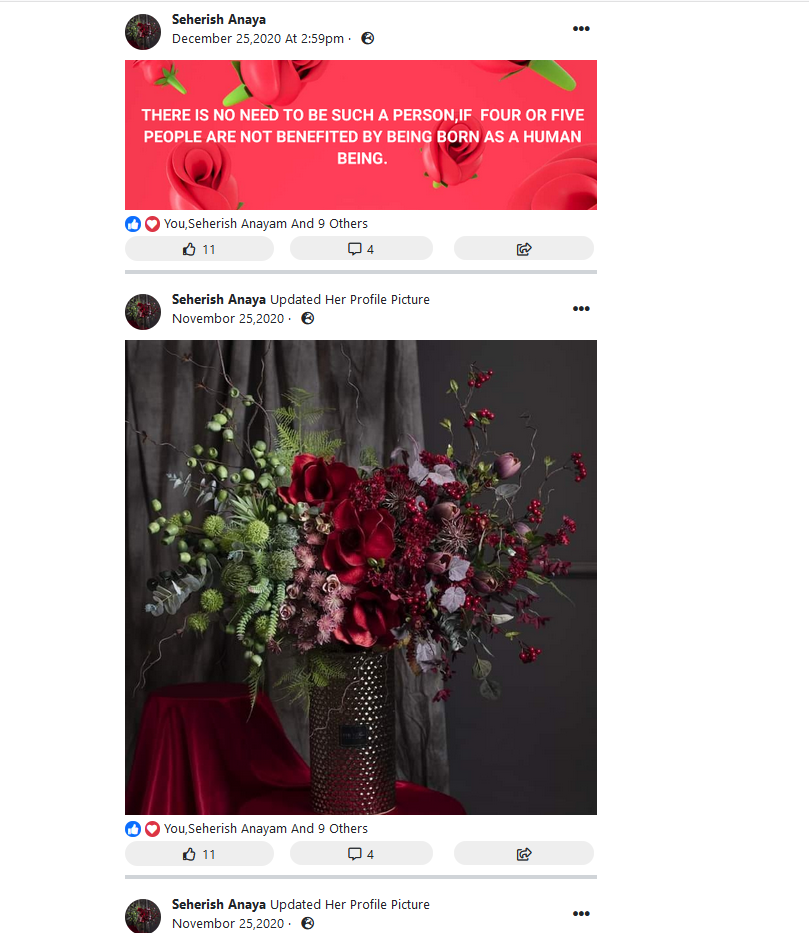 Seherish Anaya
December 25,2020 At 2:59pm ·
THERE IS NO NEED TO BE SUCH A PERSON,IF FOUR OR FIVE
PEOPLE ARE NOT BENEFITED BY BEING BORN AS A HUMAN
BEING.
You,Seherish Anayam And 9 Others
11
4
Seherish Anaya Updated Her Profile Picture
Novembor 25,2020 ·
You,Seherish Anayam And 9 Others
11
4
Seherish Anaya Updated Her Profile Picture
Novembor 25,2020 ·